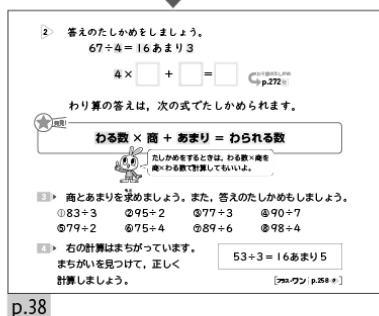 2 答えのたしかめをしましょう。
67÷4=16あまり3
4× + = 
p.272
わり算の答えは，次の式でたしかめられます。
わる数 × 商 + あまり = わられる数
たしかめをするときは，わる数×商を
商×わる数で計算してもいいよ。
3 商とあまりを求めましょう。また，答えのたしかめもしましょう。
①83÷3 ②95÷2 ③77÷3 ④90÷7
⑤79÷2 ⑥75÷4 ⑦89÷6 ⑧98÷4
4 右の計算はまちがっています。
まちがいを見つけて，正しく
計算しましょう。
53÷3=16あまり5
プラス・ワン p.258
p.38